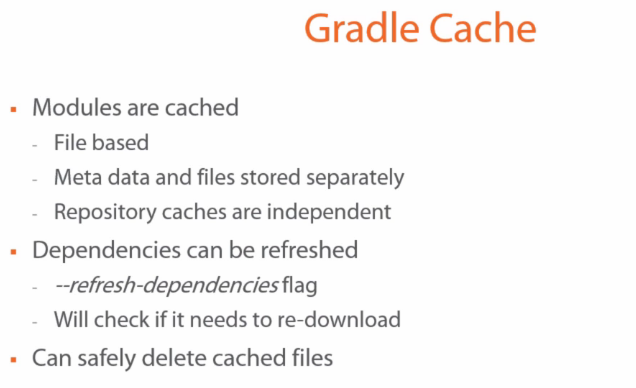 Gradle Cache
▪ Modules are cached
- File based
- Meta data and files stored separately
- Repository caches are independent
▪ Dependencies can be refreshed
- --refresh-dependencies flag
- Will check if it needs to re-download
▪ Can safely delete cached files